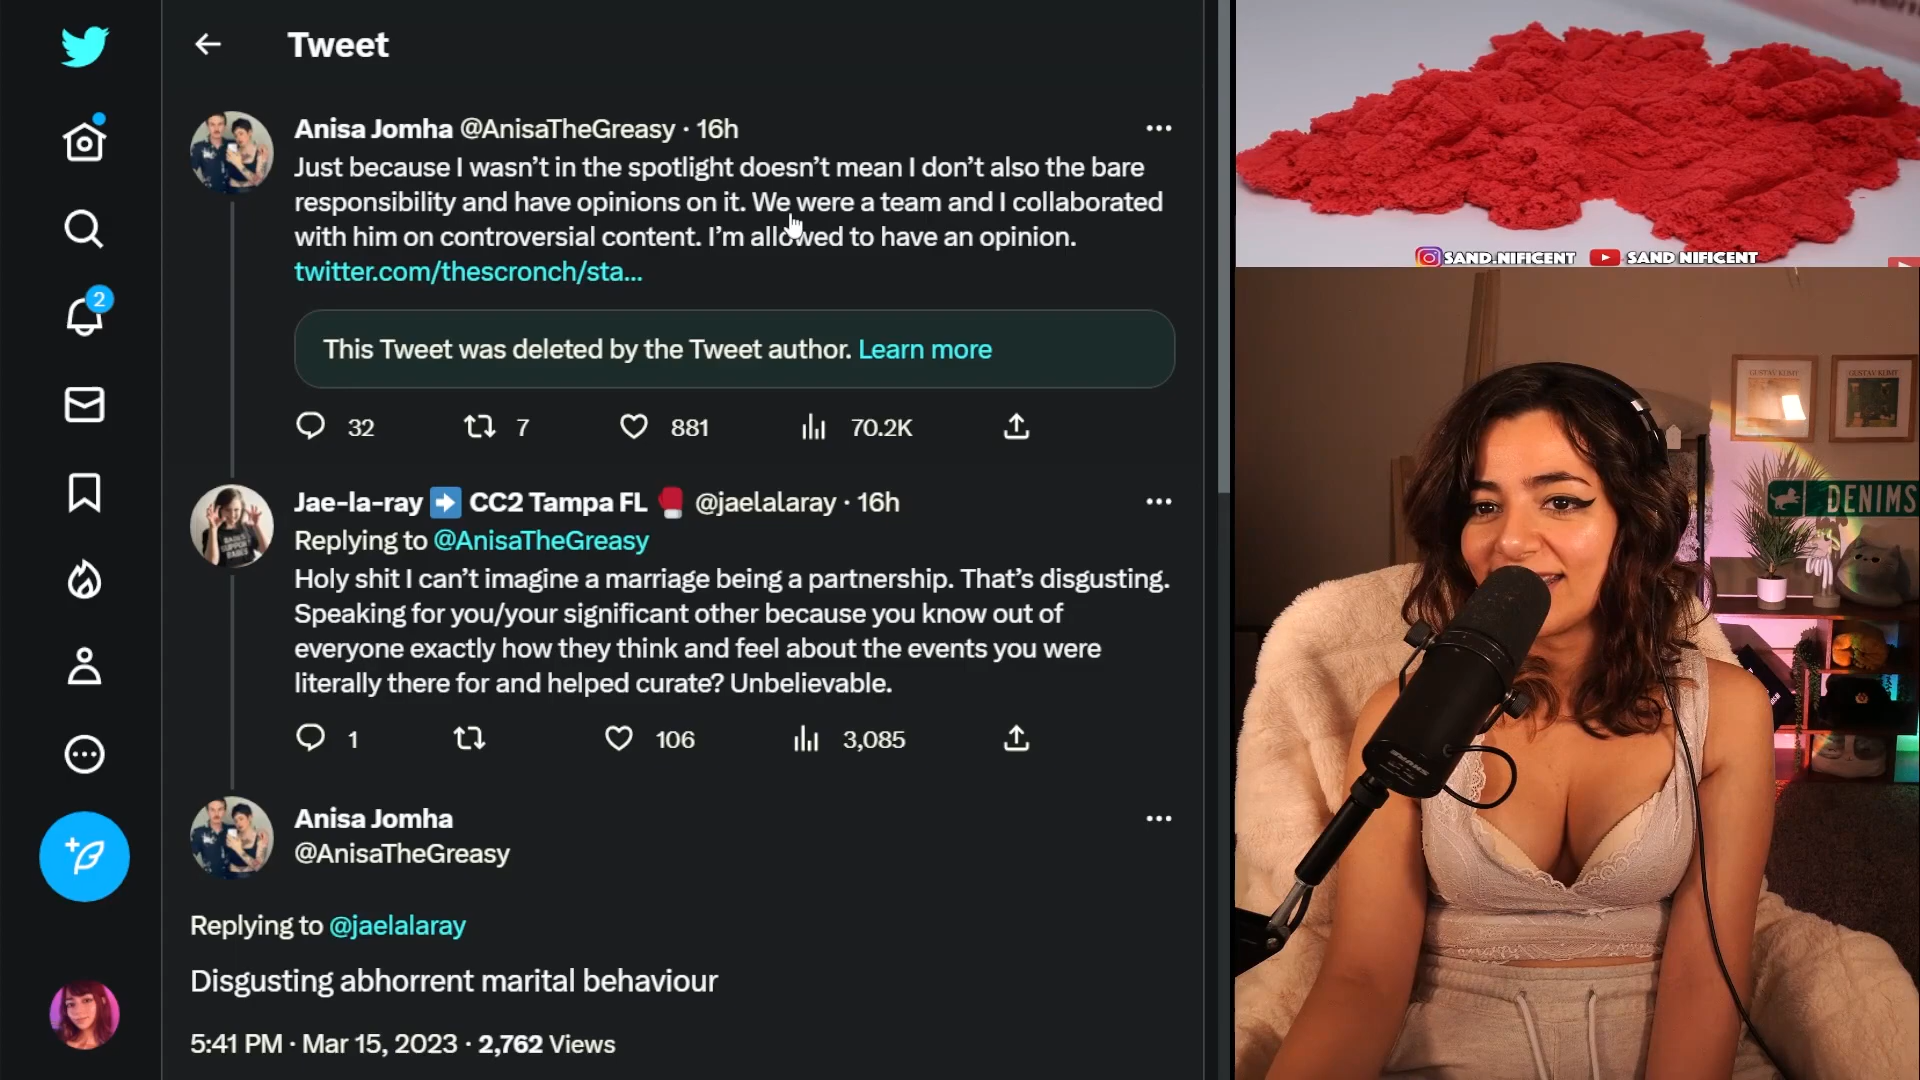 Tweet
Anisa Jomha @AnisaTheGreasy · 16h
Just because I wasn't in the spotlight doesn't mean I don't also the bare
responsibility and have opinions on it. We were a team and I collaborated
with him on controversial content. I'm allowed to have an opinion.
twitter.com/thescronch/sta...
This Tweet was deleted by the Tweet author. Learn more
32 7 881 70.2K
Jae-la-ray ➡️ CC2 Tampa FL 🥊 @jaelalaray · 16h
Replying to @AnisaTheGreasy
Holy shit I can't imagine a marriage being a partnership. That's disgusting.
Speaking for you/your significant other because you know out of
everyone exactly how they think and feel about the events you were
literally there for and helped curate? Unbelievable.
1 106 3,085
Anisa Jomha
@AnisaTheGreasy
Replying to @jaelalaray
Disgusting abhorrent marital behaviour
5:41 PM · Mar 15, 2023 · 2,762 Views
2
SAND.NIFICENT SAND NIFICENT
GUSTAV KLIMT GUSTAV KLIMT
DENIMS